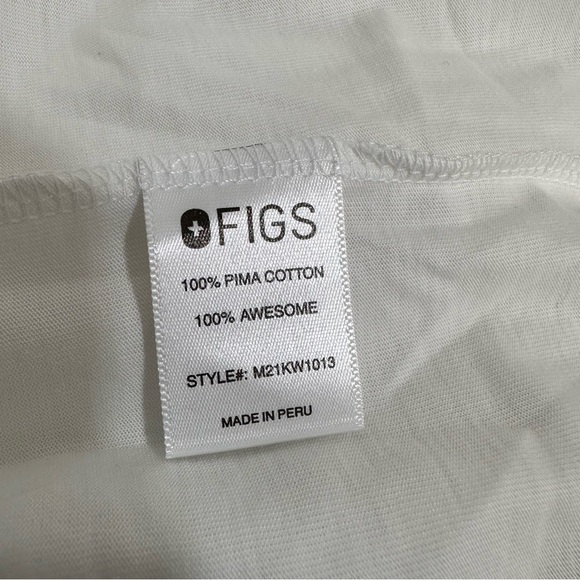 FIGS
100% PIMA COTTON
100% AWESOME
STYLE#: M21KW1013
MADE IN PERU